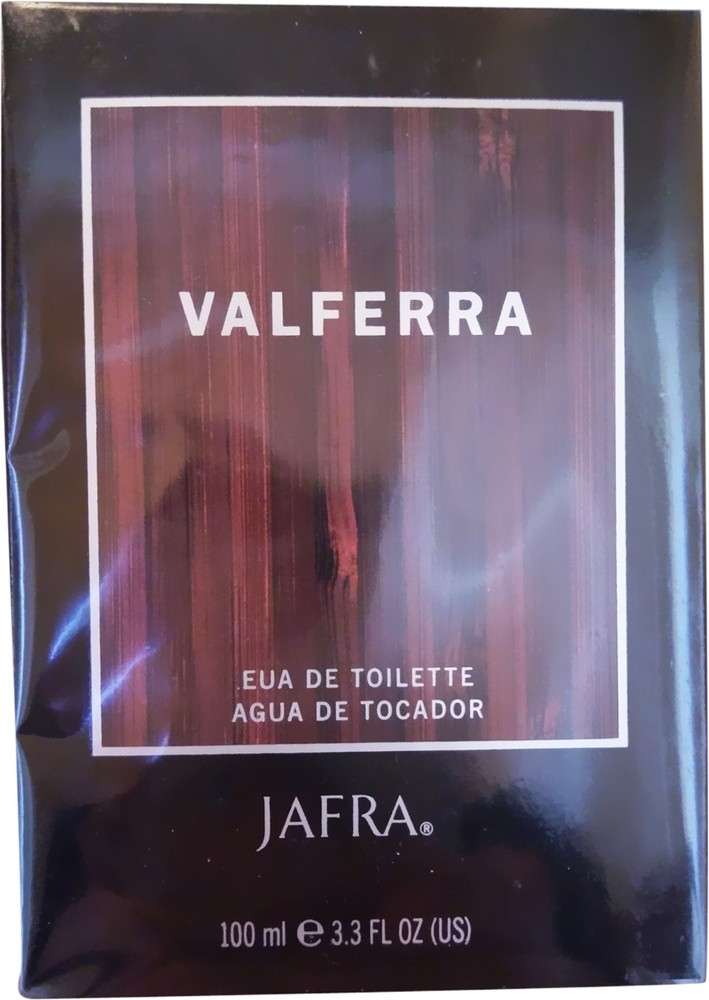 VALFERRA
EUA DE TOILETTE
AGUA DE TOCADOR
JAFRA®
100 ml ℮ 3.3 FL OZ (US)